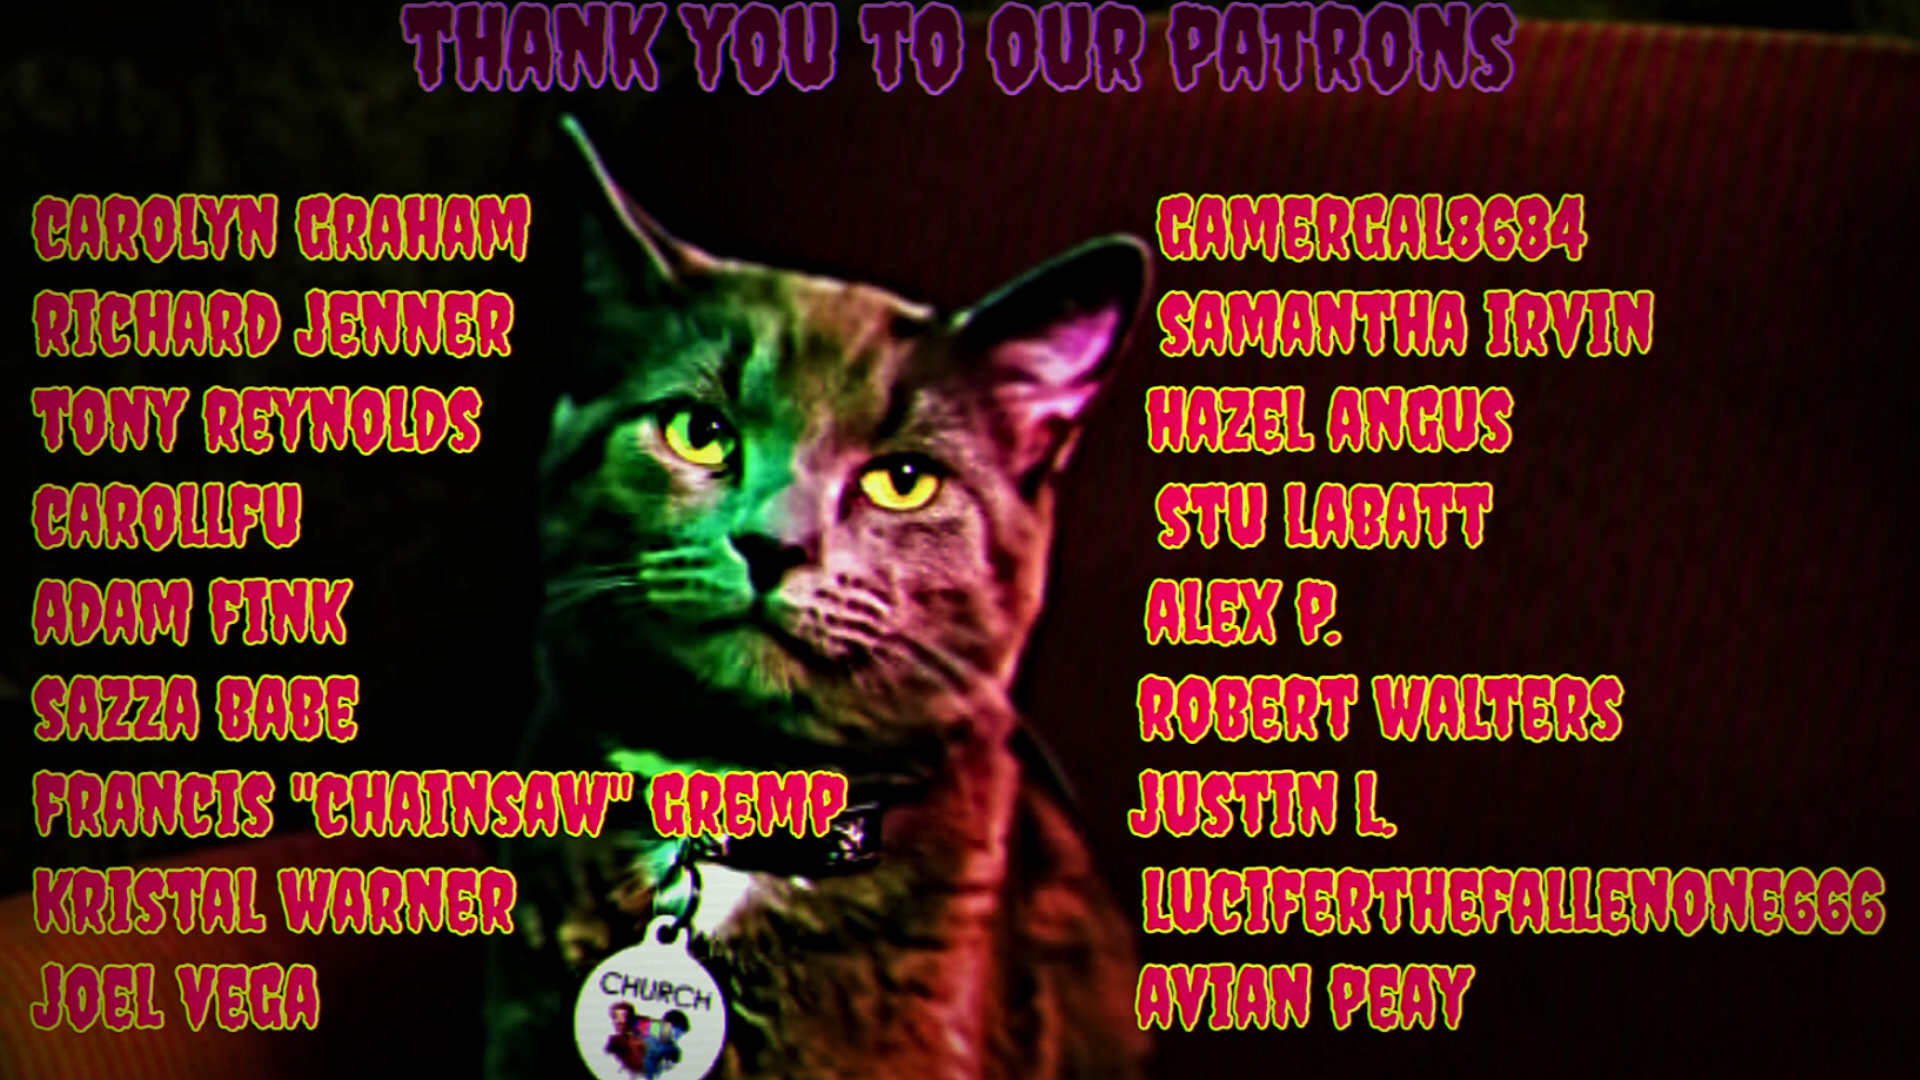 THANK YOU TO OUR PATRONS
CAROLYN GRAHAM
RICHARD JENNER
TONY REYNOLDS
CAROLLFU
ADAM FINK
SAZZA BABE
FRANCIS "CHAINSAW" GREMP
KRISTAL WARNER
JOEL VEGA
GAMERGAL8684
SAMANTHA IRVIN
HAZEL ANGUS
STU LABATT
ALEX P.
ROBERT WALTERS
JUSTIN L.
LUCIFERTHEFALLENONE666
AVIAN PEAY
CHURCH